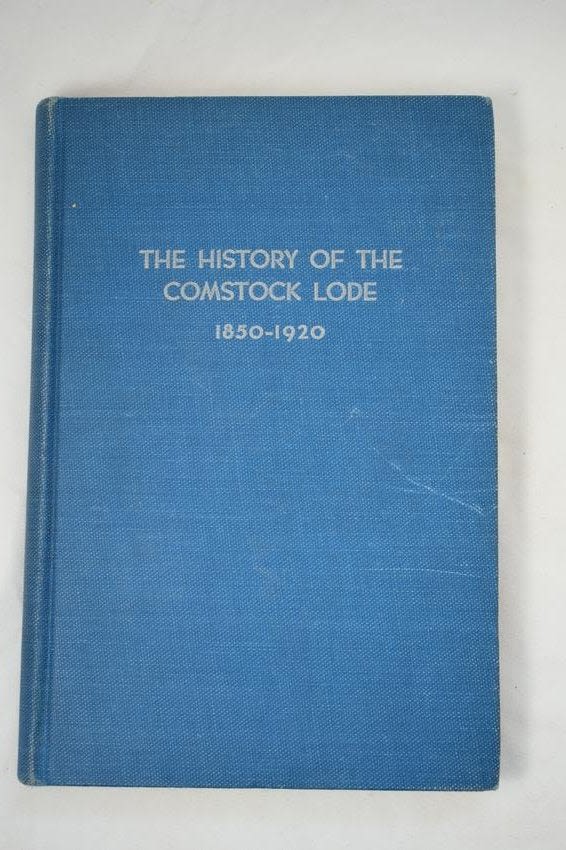 THE HISTORY OF THE
COMSTOCK LODE
1850-1920